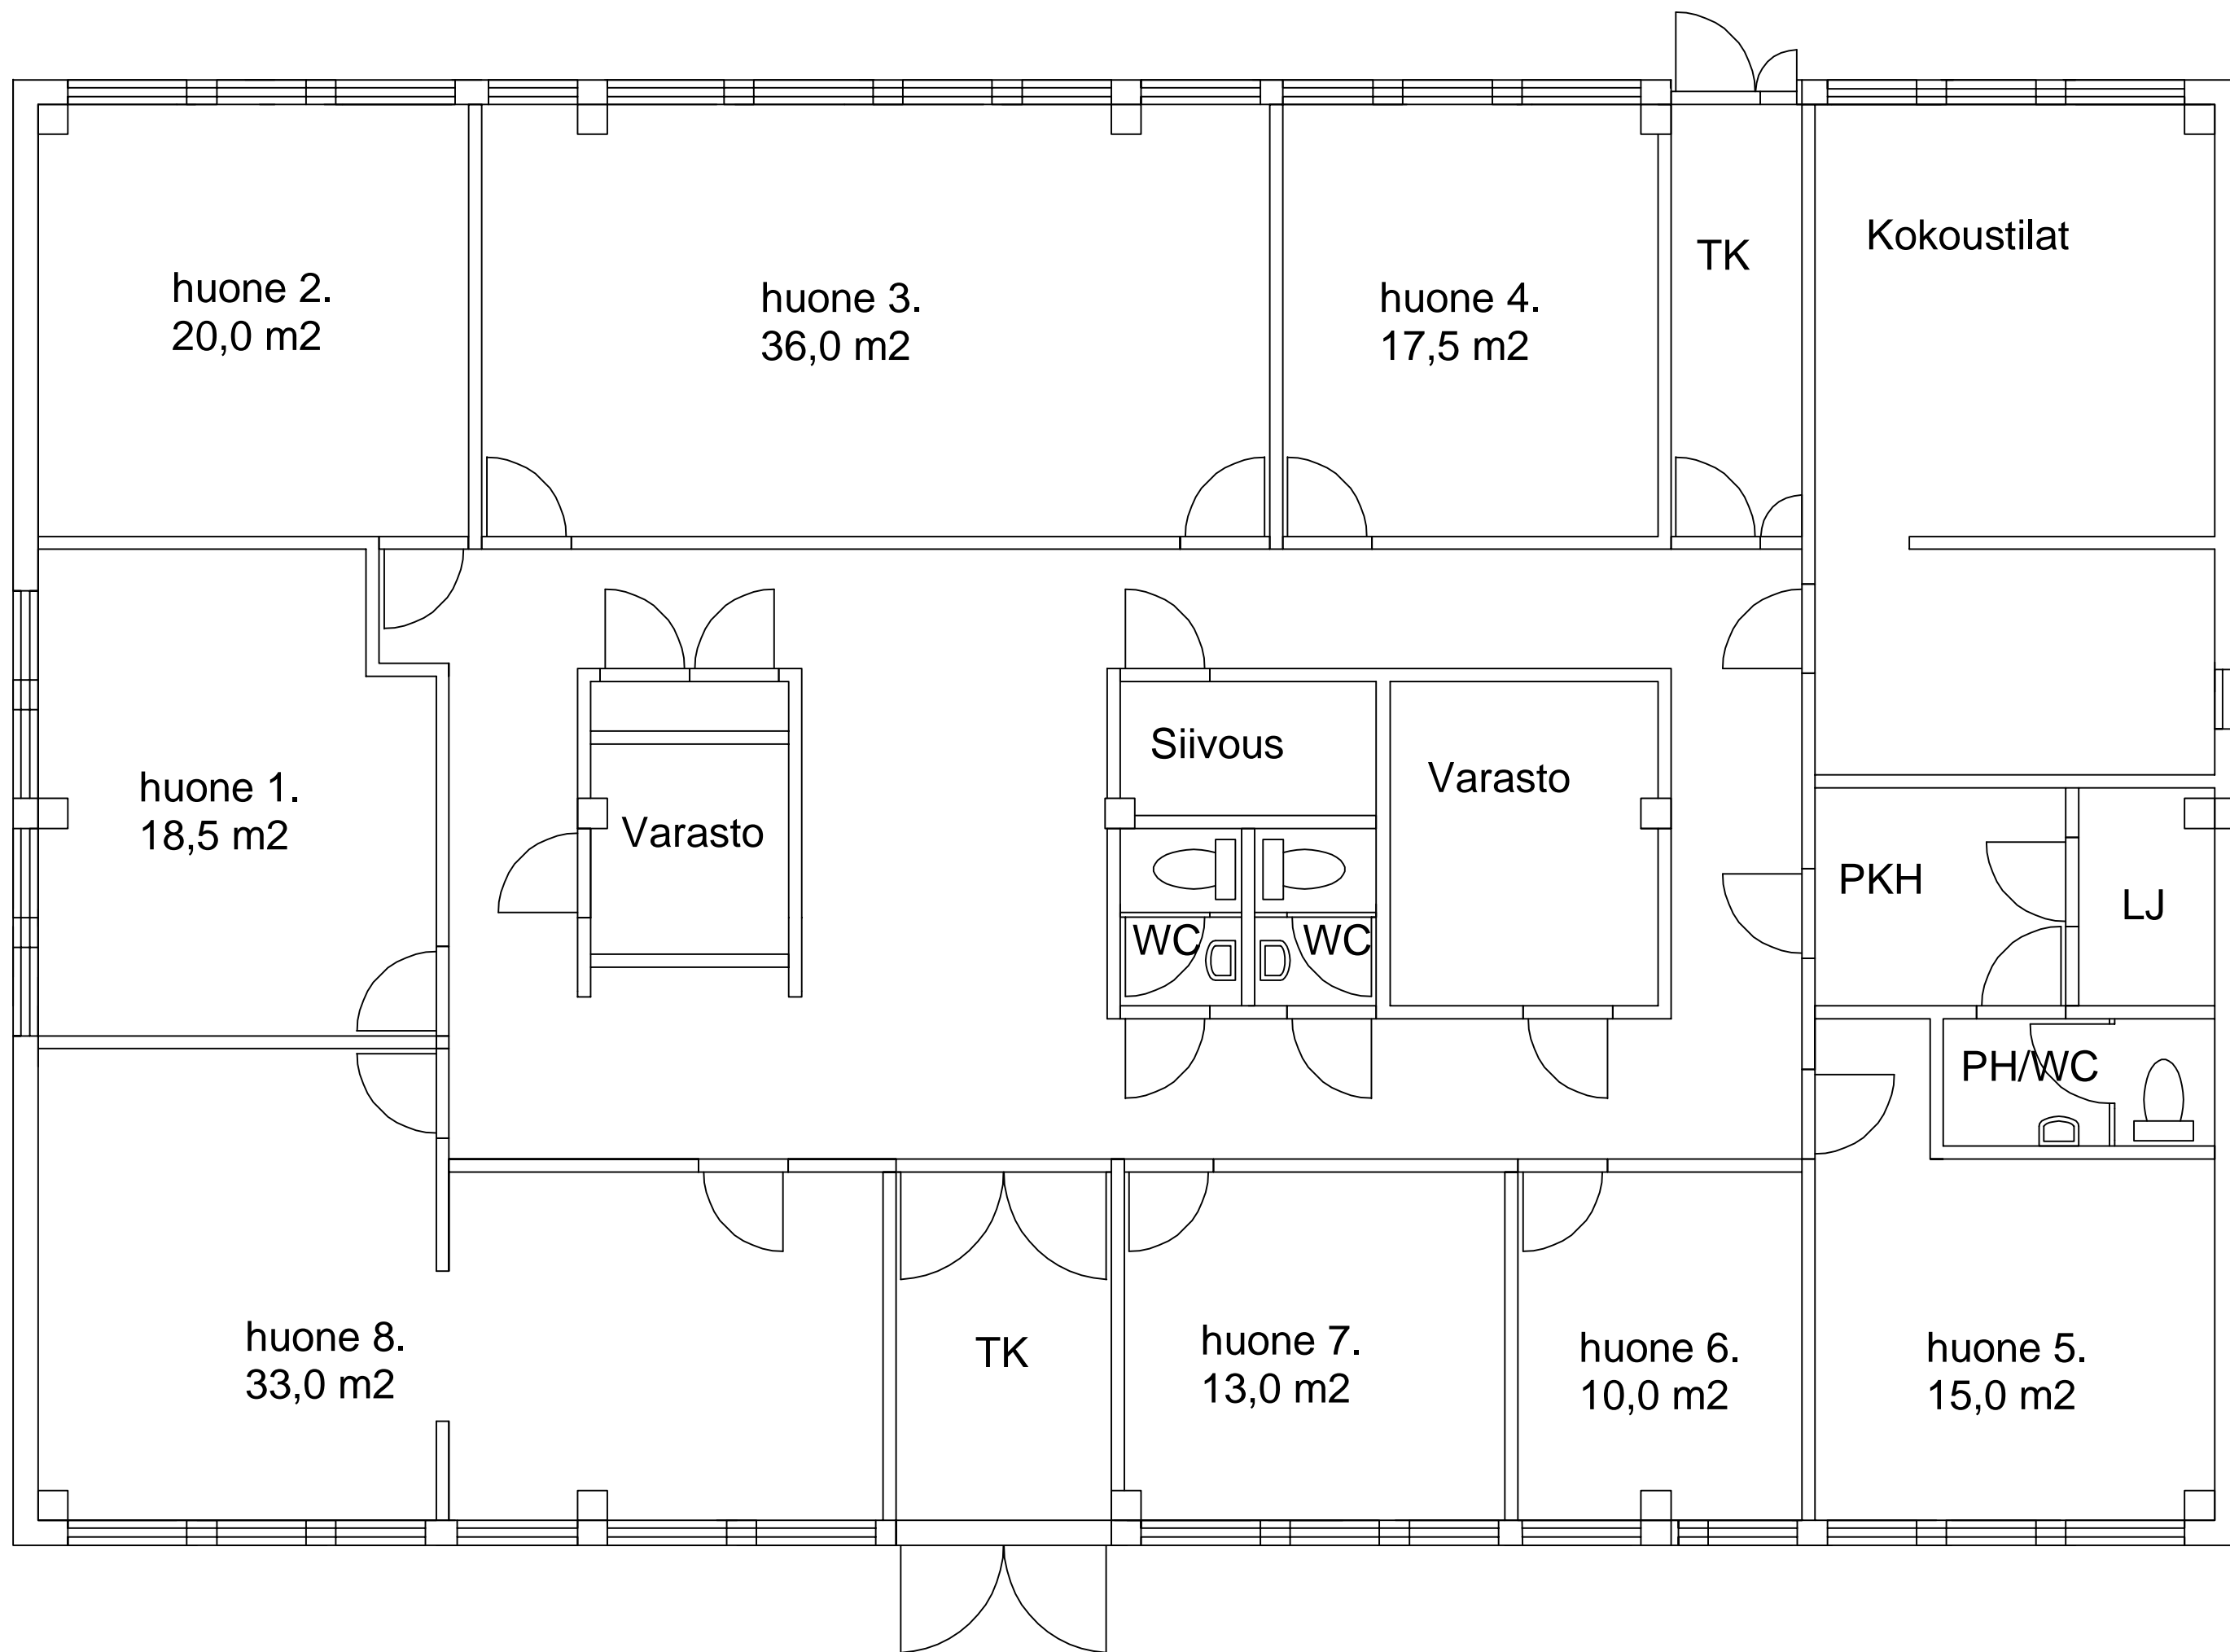 TK
Kokoustilat
huone 2.
20,0 m2
huone 3.
36,0 m2
huone 4.
17,5 m2
huone 1.
18,5 m2
Varasto
Siivous
Varasto
PKH
LJ
WC
WC
PH/WC
huone 8.
33,0 m2
TK
huone 7.
13,0 m2
huone 6.
10,0 m2
huone 5.
15,0 m2